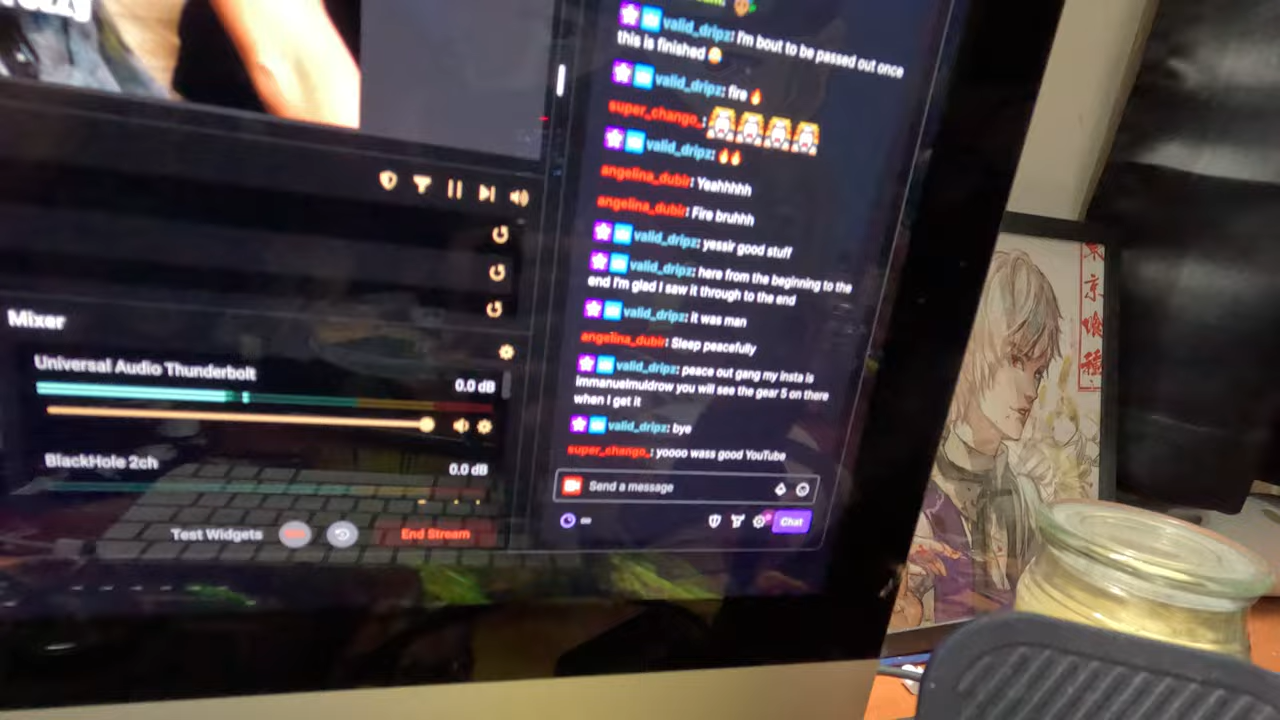 valid_dripz: I'm bout to be passed out once
this is finished
valid_dripz: fire
super_chango_:
valid_dripz:
angelina_dubir: Yeahhhhh
angelina_dubir: Fire bruhhh
valid_dripz: yessir good stuff
valid_dripz: here from the beginning to the
end I'm glad I saw it through to the end
valid_dripz: it was man
angelina_dubir: Sleep peacefully
valid_dripz: peace out gang my insta is
immanuelmuldrow you will see the gear 5 on there
when I get it
valid_dripz: bye
super_chango_: yoooo wass good YouTube
Send a message
Chat
Mixer
Universal Audio Thunderbolt
0.0 dB
BlackHole 2ch
0.0 dB
Test Widgets
End Stream
東
京
喰
種